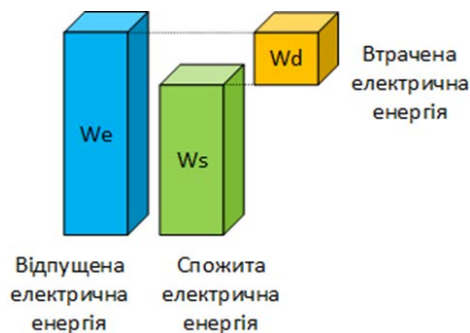 Wd
Втрачена
електрична
енергія
We
Ws
Відпущена
електрична
енергія
Спожита
електрична
енергія